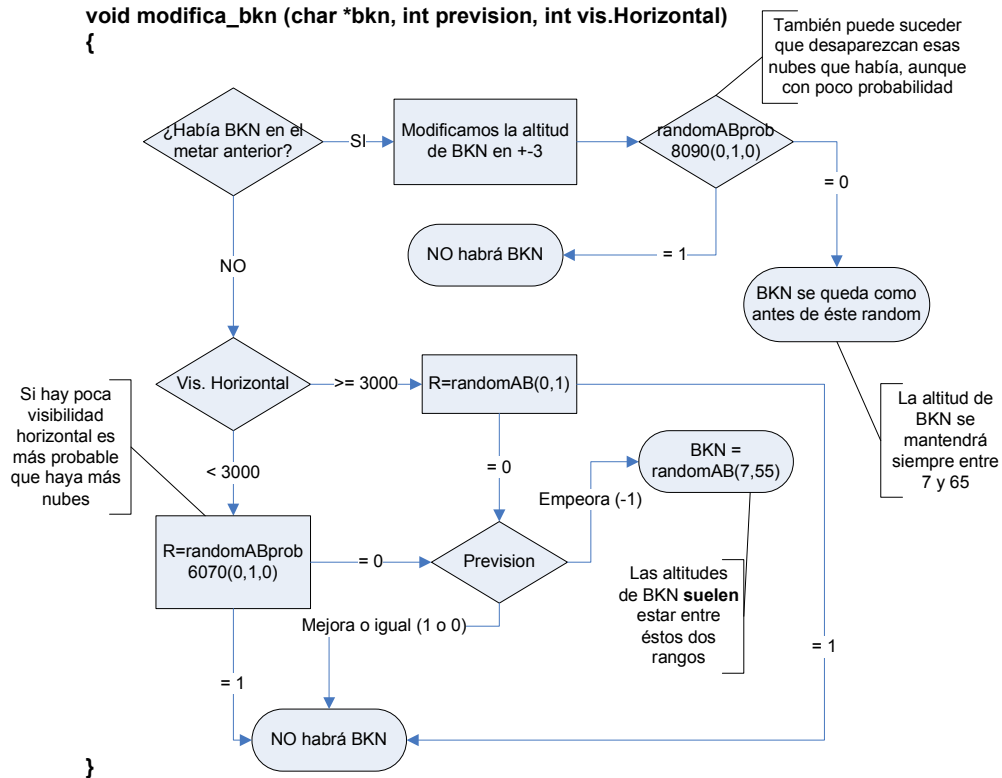 void modifica_bkn (char *bkn, int prevision, int vis.Horizontal)
{
También puede suceder
que desaparezcan esas
nubes que había, aunque
con poco probabilidad
¿Había BKN en el
metar anterior?
SI
Modificamos la altitud
de BKN en +-3
randomABprob
8090(0,1,0)
= 0
= 1
NO habrá BKN
BKN se queda como
antes de éste random
La altitud de
BKN se
mantendrá
siempre entre
7 y 65
NO
Vis. Horizontal
>= 3000
R=randomAB(0,1)
Si hay poca
visibilidad
horizontal es
más probable
que haya más
nubes
< 3000
= 0
BKN =
randomAB(7,55)
Empeora (-1)
R=randomABprob
6070(0,1,0)
= 0
Prevision
Las altitudes
de BKN suelen
estar entre
éstos dos
rangos
Mejora o igual (1 o 0)
= 1
= 1
NO habrá BKN
}